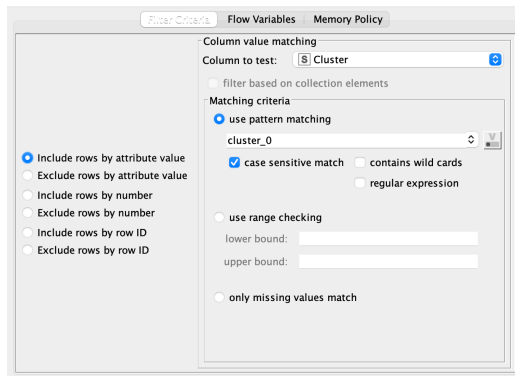 Filter Criteria Flow Variables Memory Policy
Column value matching
Column to test: S Cluster
filter based on collection elements
Matching criteria
use pattern matching
cluster_0
V
case sensitive match contains wild cards
regular expression
Include rows by attribute value
Exclude rows by attribute value
Include rows by number
Exclude rows by number
Include rows by row ID
Exclude rows by row ID
use range checking
lower bound:
upper bound:
only missing values match